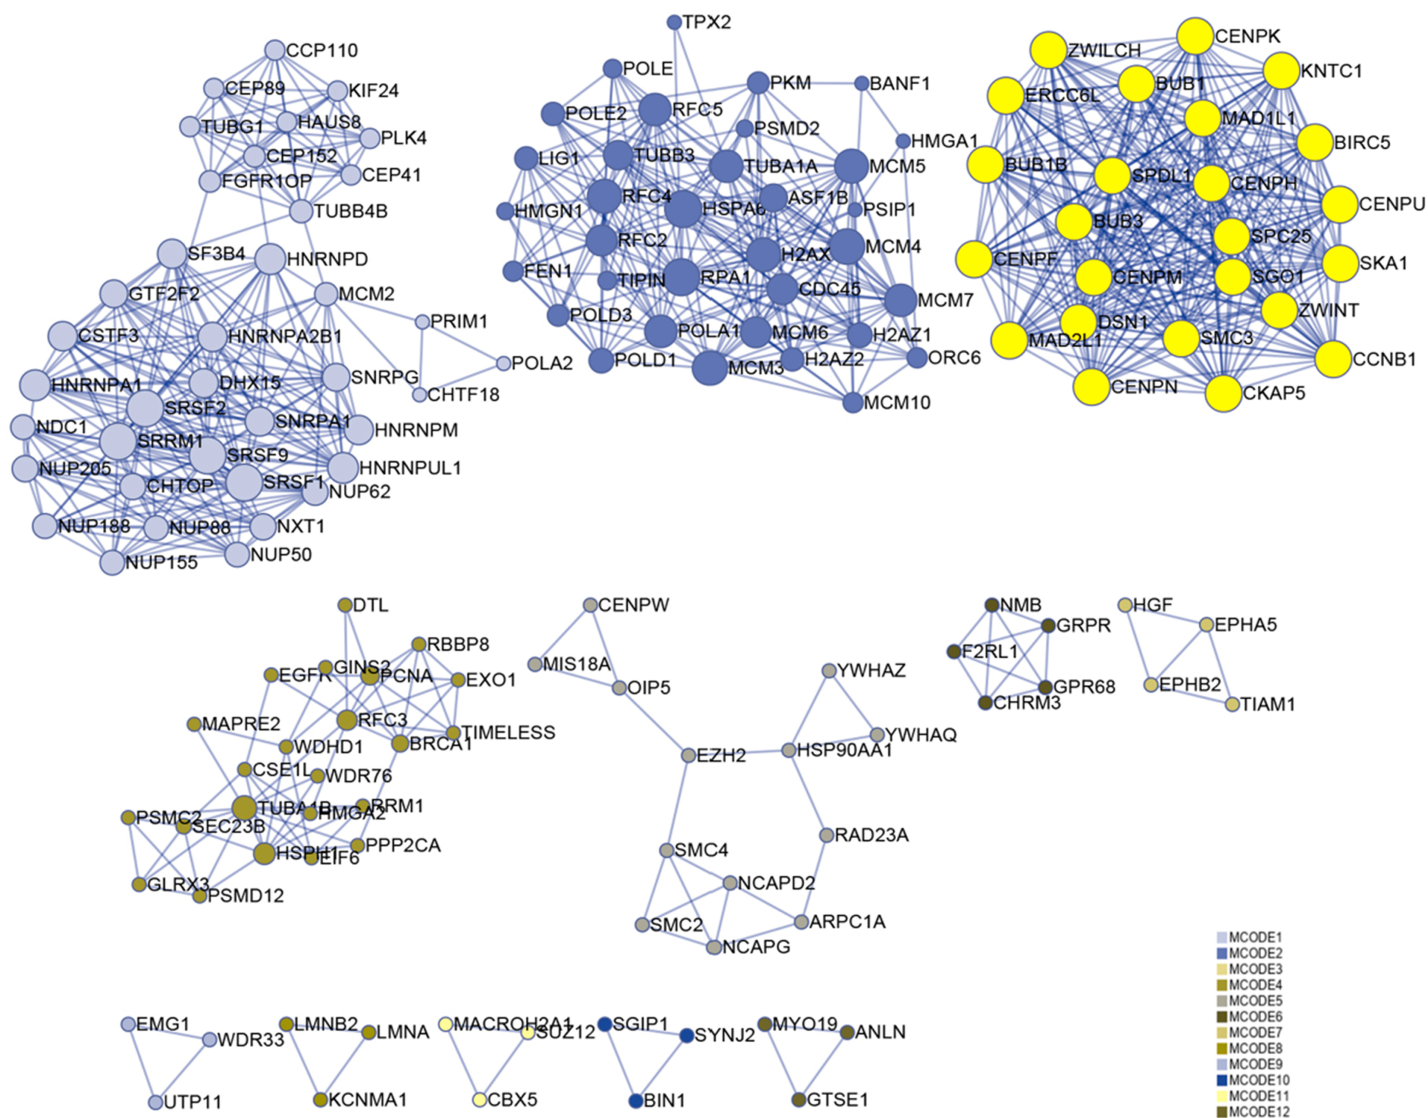 CCP110
CEP89
KIF24
TUBG1
HAUS8
PLK4
CEP152
FGFR1OP
CEP41
TUBB4B
SF3B4
HNRNPD
GTF2F2
MCM2
CSTF3
HNRNPA2B1
PRIM1
POLA2
HNRNPA1
DHX15
SNRPG
CHTF18
SRSF2
SNRPA1
HNRNPM
NDC1
SRRM1
SRSF9
HNRNPUL1
NUP205
CHTOP
SRSF1
NUP62
NUP188
NUP88
NXT1
NUP155
NUP50
TPX2
POLE
PKM
BANF1
POLE2
RFC5
PSMD2
HMGA1
LIG1
TUBB3
TUBA1A
MCM5
RFC4
HSPA6
ASF1B
PSIP1
HMGN1
RFC2
H2AX
MCM4
FEN1
TIPIN
RPA1
CDC45
MCM7
POLD3
POLA1
MCM6
H2AZ1
POLD1
MCM3
H2AZ2
ORC6
MCM10
CENPK
ZWILCH
KNTC1
ERCC6L
BUB1
MAD1L1
BIRC5
BUB1B
SPDL1
CENPH
CENPU
BUB3
SPC25
CENPF
CENPM
SGO1
SKA1
ZWINT
DSN1
MAD2L1
SMC3
CCNB1
CENPN
CKAP5
DTL
RBBP8
GINS2
EGFR
PCNA
EXO1
MAPRE2
RFC3
TIMELESS
WDHD1
BRCA1
CSE1L
WDR76
TUBA1B
HMGA2
RRM1
PSMC2
SEC23B
HSPH1
EIF6
PPP2CA
GLRX3
PSMD12
CENPW
MIS18A
OIP5
YWHAZ
YWHAQ
EZH2
HSP90AA1
RAD23A
SMC4
NCAPD2
SMC2
ARPC1A
NCAPG
NMB
GRPR
F2RL1
GPR68
CHRM3
HGF
EPHA5
EPHB2
TIAM1
EMG1
WDR33
UTP11
LMNB2
LMNA
KCNMA1
MACROH2A1
SUZ12
CBX5
SGIP1
SYNJ2
BIN1
MYO19
ANLN
GTSE1
MCODE1
MCODE2
MCODE3
MCODE4
MCODE5
MCODE6
MCODE7
MCODE8
MCODE9
MCODE10
MCODE11
MCODE12